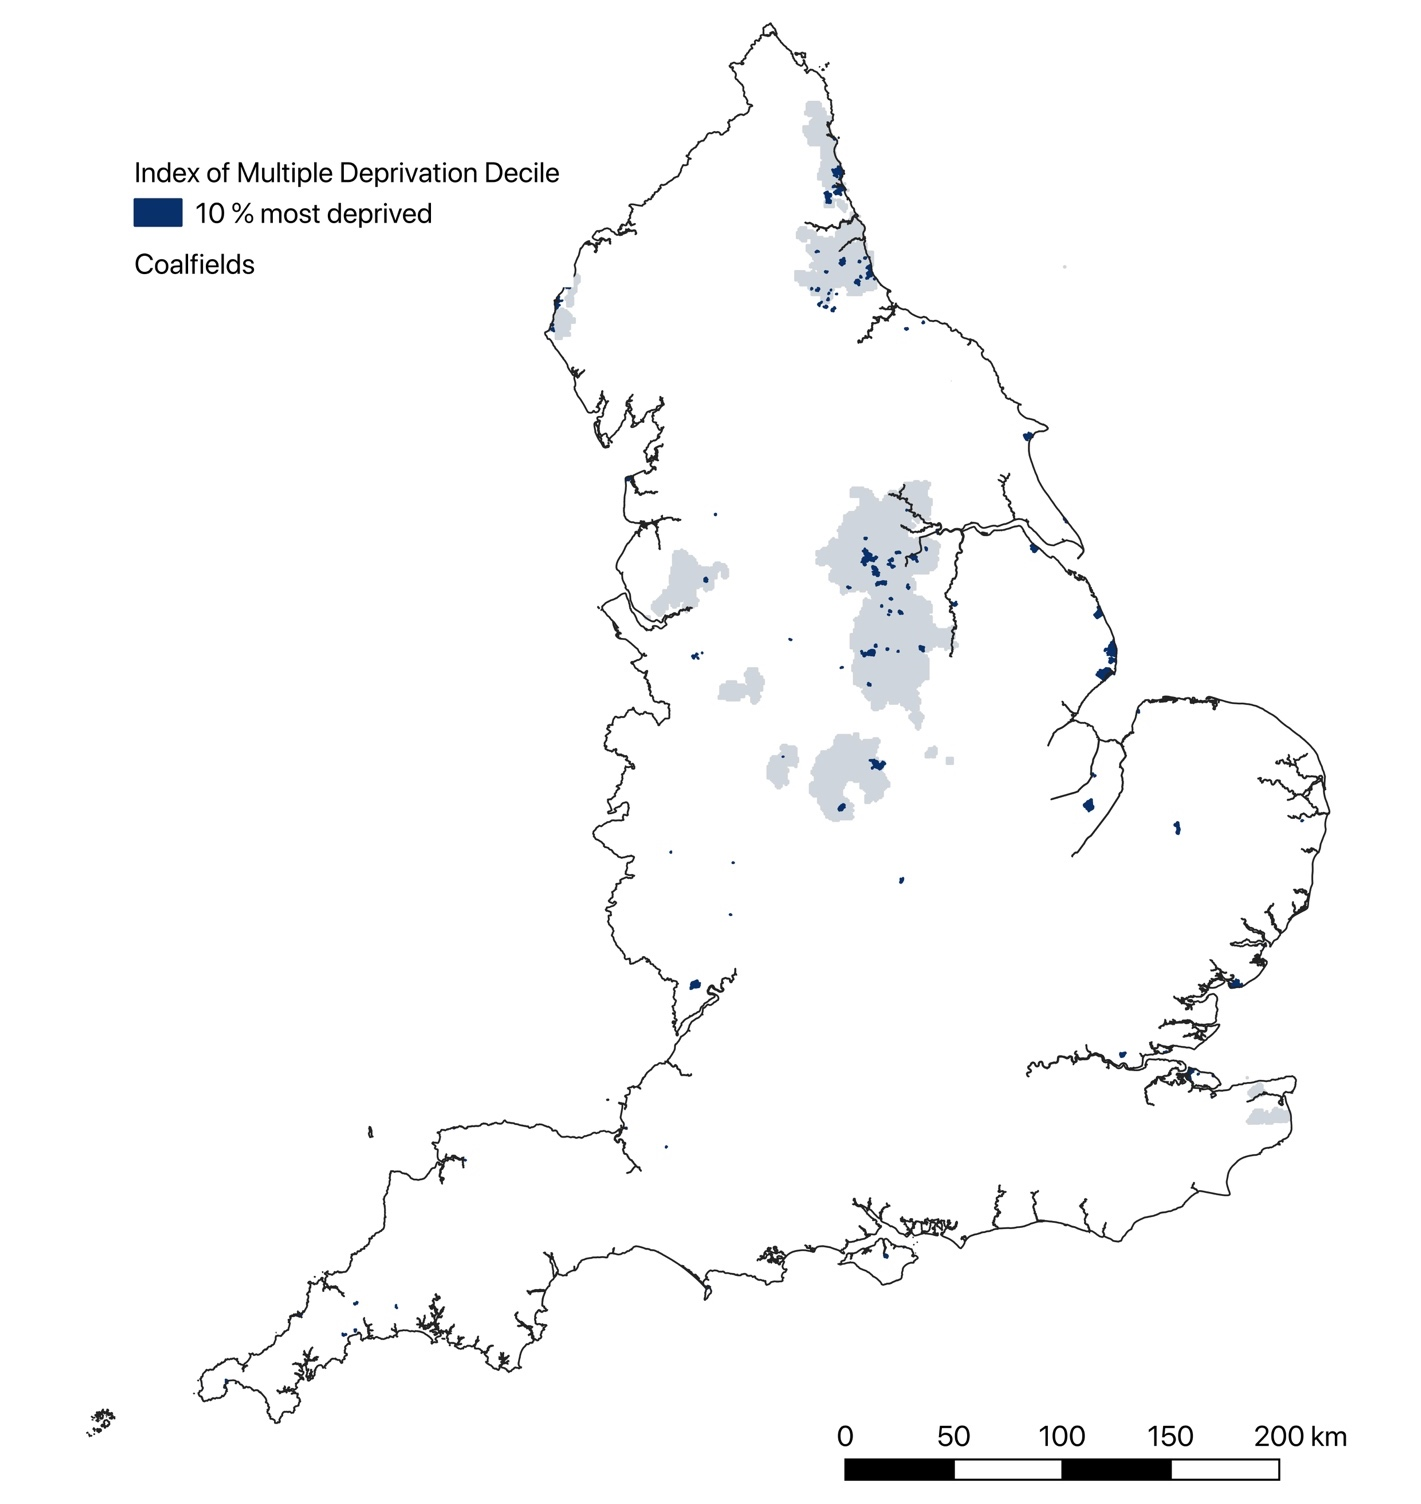 Index of Multiple Deprivation Decile
10 % most deprived
Coalfields
0 50 100 150 200 km